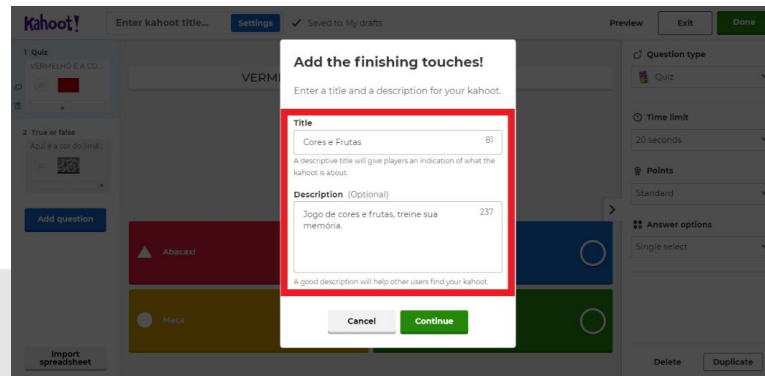 Kahoot!
Enter kahoot title...
Settings
Saved to: My drafts
Preview
Exit
Done
1 Quiz
VERMELHO É A CO...
2 True or false
Azul é a cor do limã...
Add question
Import
spreadsheet
VERM
Abacaxi
Maça
Add the finishing touches!
Enter a title and a description for your kahoot.
Title
Cores e Frutas
81
A descriptive title will give players an indication of what the
kahoot is about.
Description (Optional)
Jogo de cores e frutas, treine sua
memória.
237
A good description will help other users find your kahoot.
Cancel
Continue
Question type
Quiz
Time limit
20 seconds
Points
Standard
Answer options
Single select
Delete
Duplicate